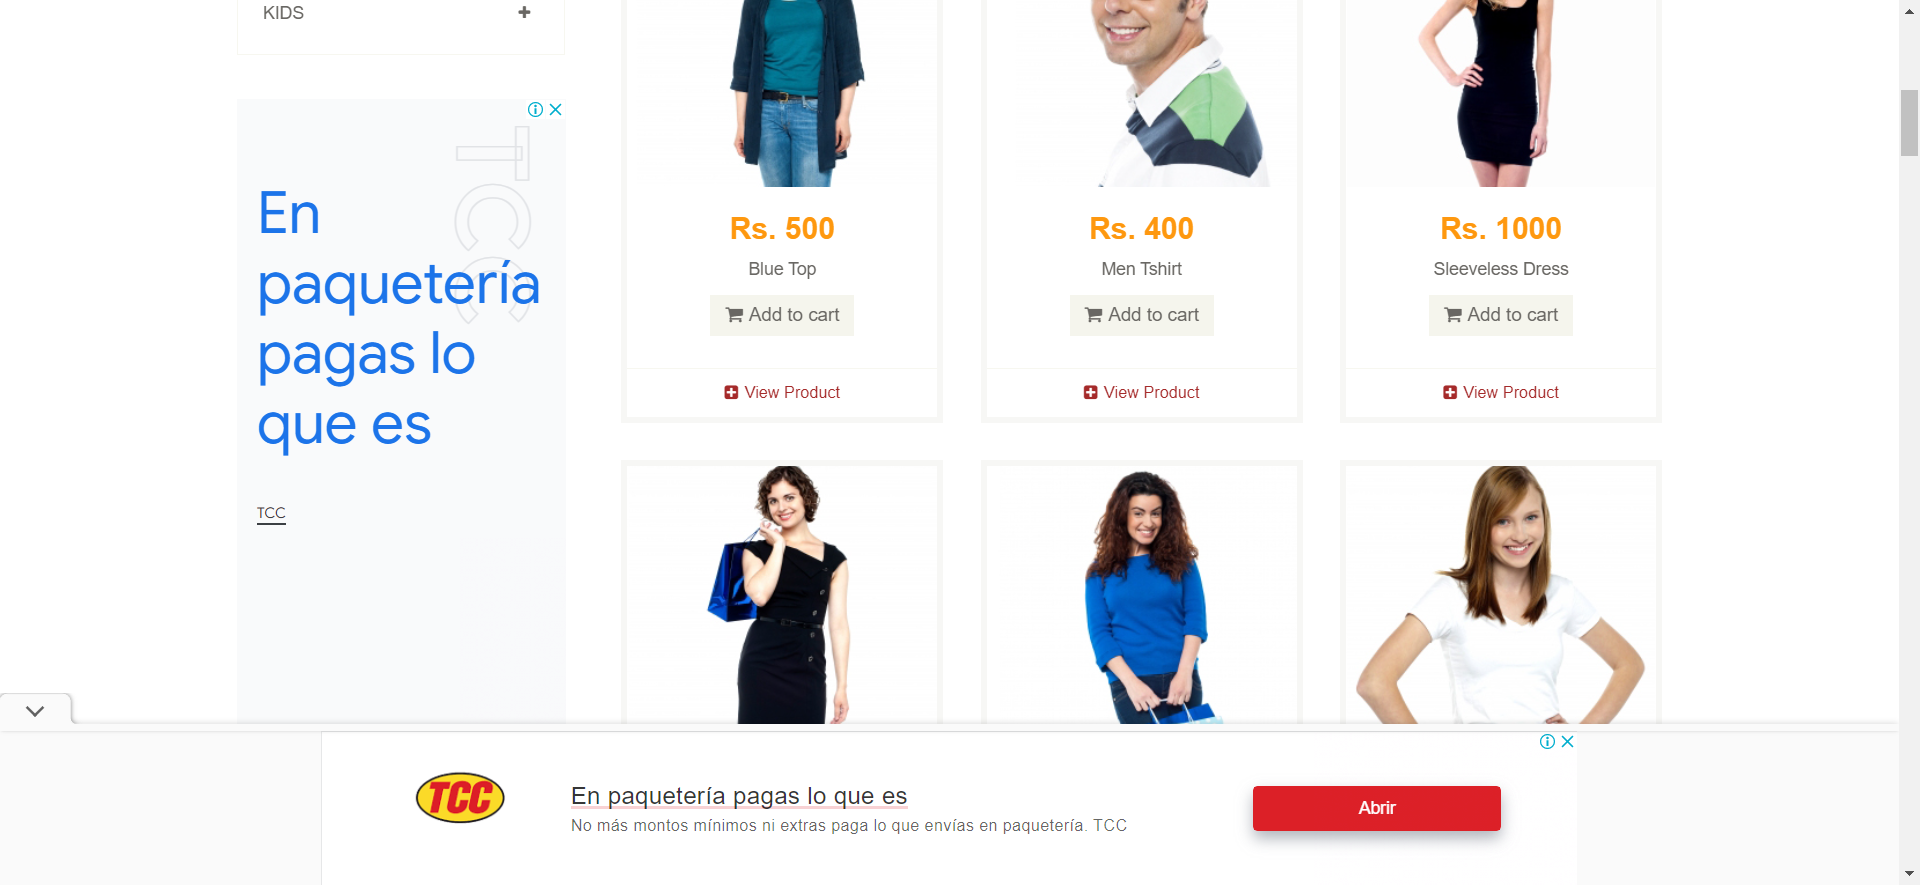 KIDS
TCC
En
paquetería
pagas lo
que es
TCC
Rs. 500
Blue Top
Add to cart
View Product
Rs. 400
Men Tshirt
Add to cart
View Product
Rs. 1000
Sleeveless Dress
Add to cart
View Product
TCC
En paquetería pagas lo que es
No más montos mínimos ni extras paga lo que envías en paquetería. TCC
Abrir